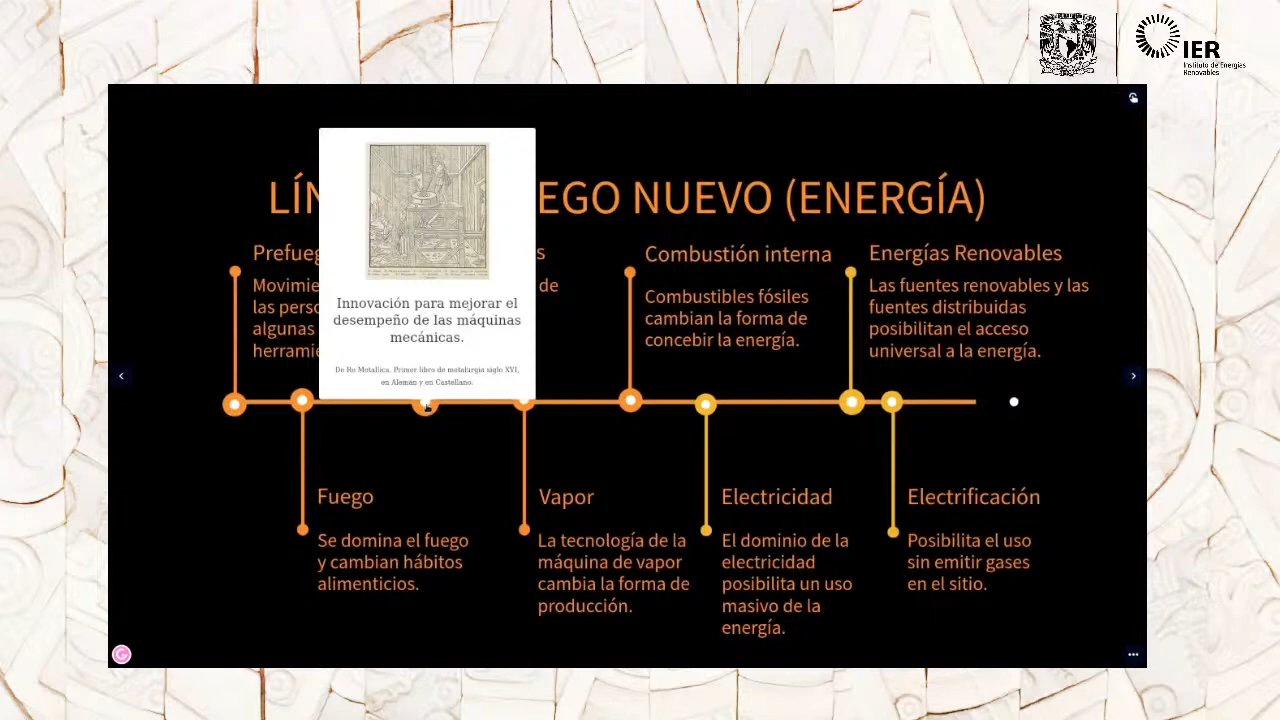 IER
Instituto de Energías
Renovables
LÍN
EGO NUEVO (ENERGÍA)
Prefueg
Movimie
las perso
algunas
herramie
Innovación para mejorar el
desempeño de las máquinas
mecánicas.
De Ro Metallica. Primer libro de metalurgia siglo XVI,
en Alemán y en Castellano.
s
de
Combustión interna
Combustibles fósiles
cambian la forma de
concebir la energía.
Energías Renovables
Las fuentes renovables y las
fuentes distribuidas
posibilitan el acceso
universal a la energía.
Fuego
Se domina el fuego
y cambian hábitos
alimenticios.
Vapor
La tecnología de la
máquina de vapor
cambia la forma de
producción.
Electricidad
El dominio de la
electricidad
posibilita un uso
masivo de la
energía.
Electrificación
Posibilita el uso
sin emitir gases
en el sitio.